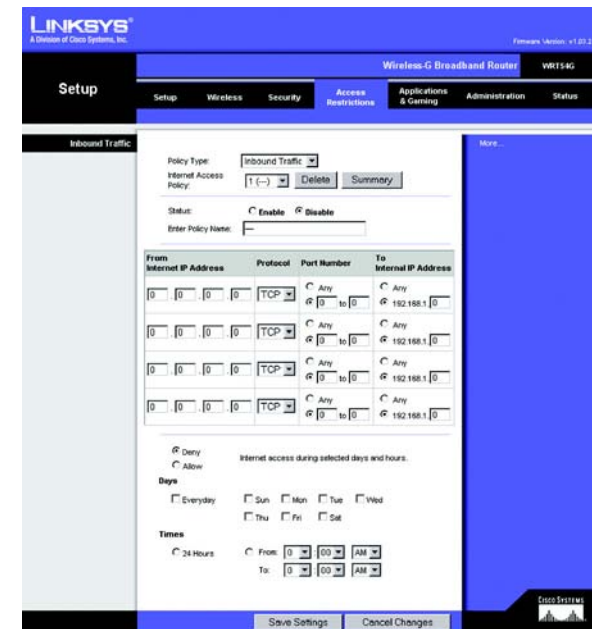 LINKSYS®
A Division of Cisco Systems, Inc.
Firmware Version: v1.03.2
Wireless-G Broadband Router WRT54G
Setup
Setup Wireless Security Access Restrictions Applications & Gaming Administration Status
Inbound Traffic
More...
Policy Type: Inbound Traffic
Internet Access Policy: 1 (---) Delete Summary
Status: Enable Disable
Enter Policy Name: ---
From Internet IP Address Protocol Port Number To Internal IP Address
0 . 0 . 0 . 0 TCP Any Any
0 to 0 192.168.1. 0
0 . 0 . 0 . 0 TCP Any Any
0 to 0 192.168.1. 0
0 . 0 . 0 . 0 TCP Any Any
0 to 0 192.168.1. 0
0 . 0 . 0 . 0 TCP Any Any
0 to 0 192.168.1. 0
Deny
Allow
Internet access during selected days and hours.
Days
Everyday Sun Mon Tue Wed
Thu Fri Sat
Times
24 Hours From: 0 : 00 AM
To: 0 : 00 AM
Save Settings Cancel Changes
CISCO SYSTEMS